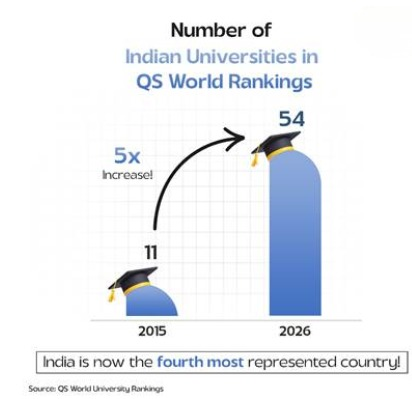 Number of
Indian Universities in
QS World Rankings
54
5x
Increase!
11
2015
2026
India is now the fourth most represented country!
Source: QS World University Rankings